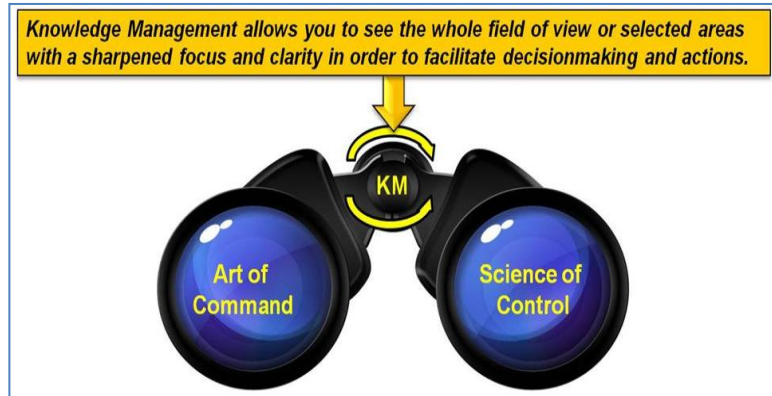 Knowledge Management allows you to see the whole field of view or selected areas
with a sharpened focus and clarity in order to facilitate decisionmaking and actions.
KM
Art of
Command
Science of
Control